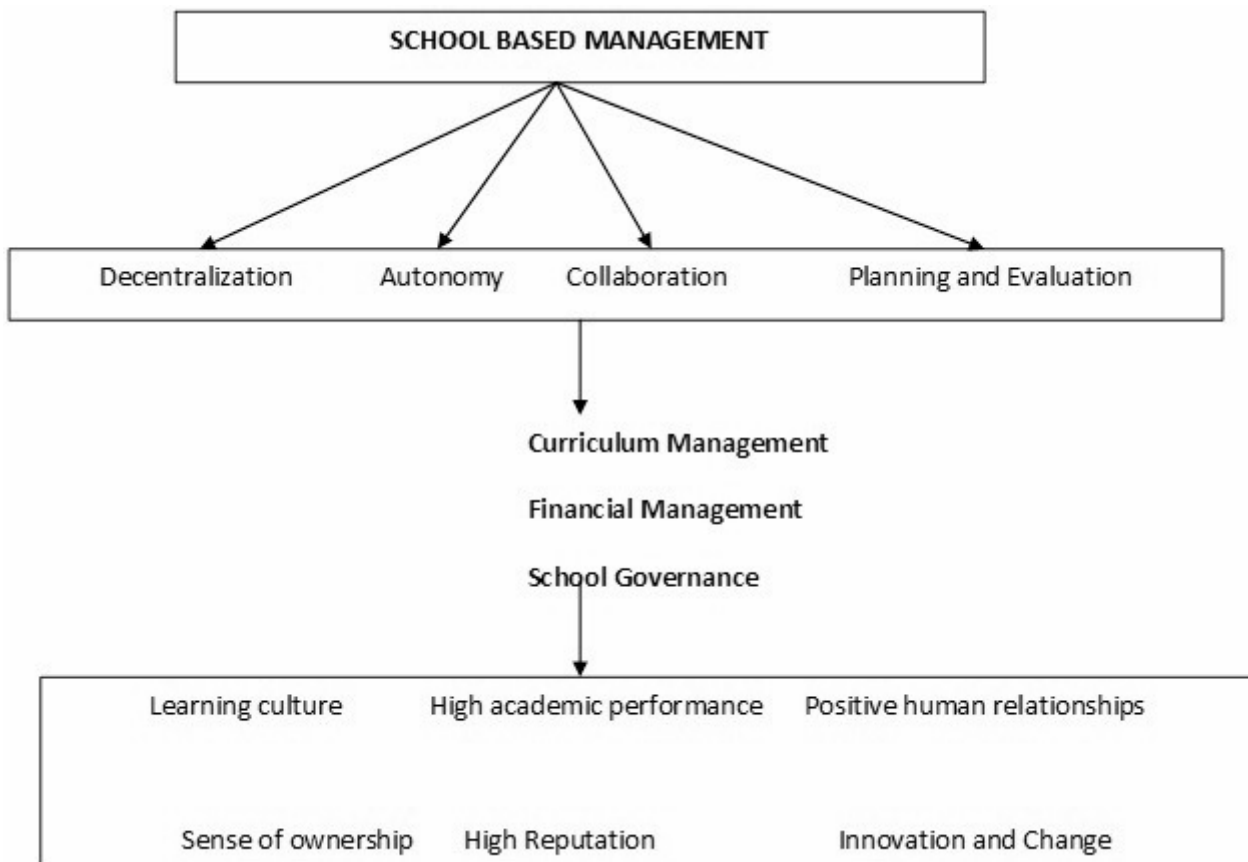 SCHOOL BASED MANAGEMENT
Decentralization Autonomy Collaboration Planning and Evaluation
Curriculum Management
Financial Management
School Governance
Learning culture High academic performance Positive human relationships
Sense of ownership High Reputation Innovation and Change